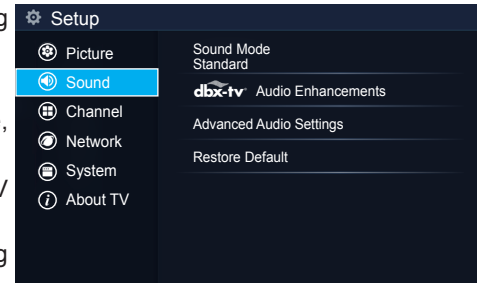 g
Setup
Picture
Sound
Channel
Network
System
About TV
Sound Mode
Standard
dbx-tv Audio Enhancements
Advanced Audio Settings
Restore Default
,
V
g